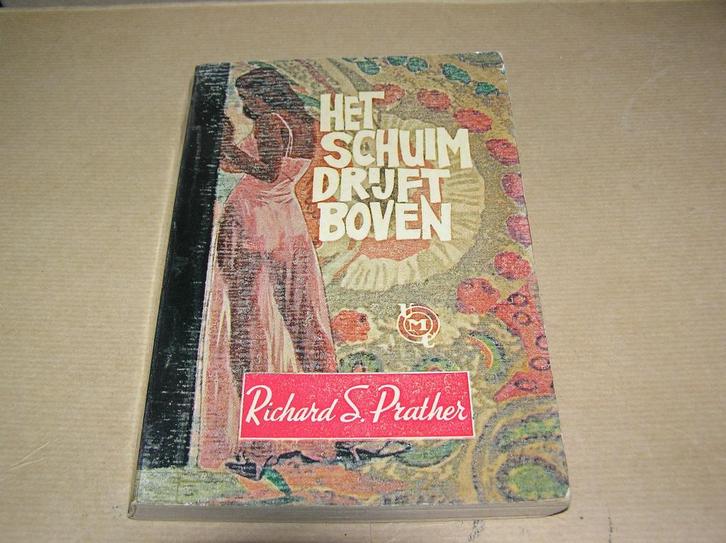 HET
SCHUIM
DRIJFT
BOVEN
M
Richard S. Prather